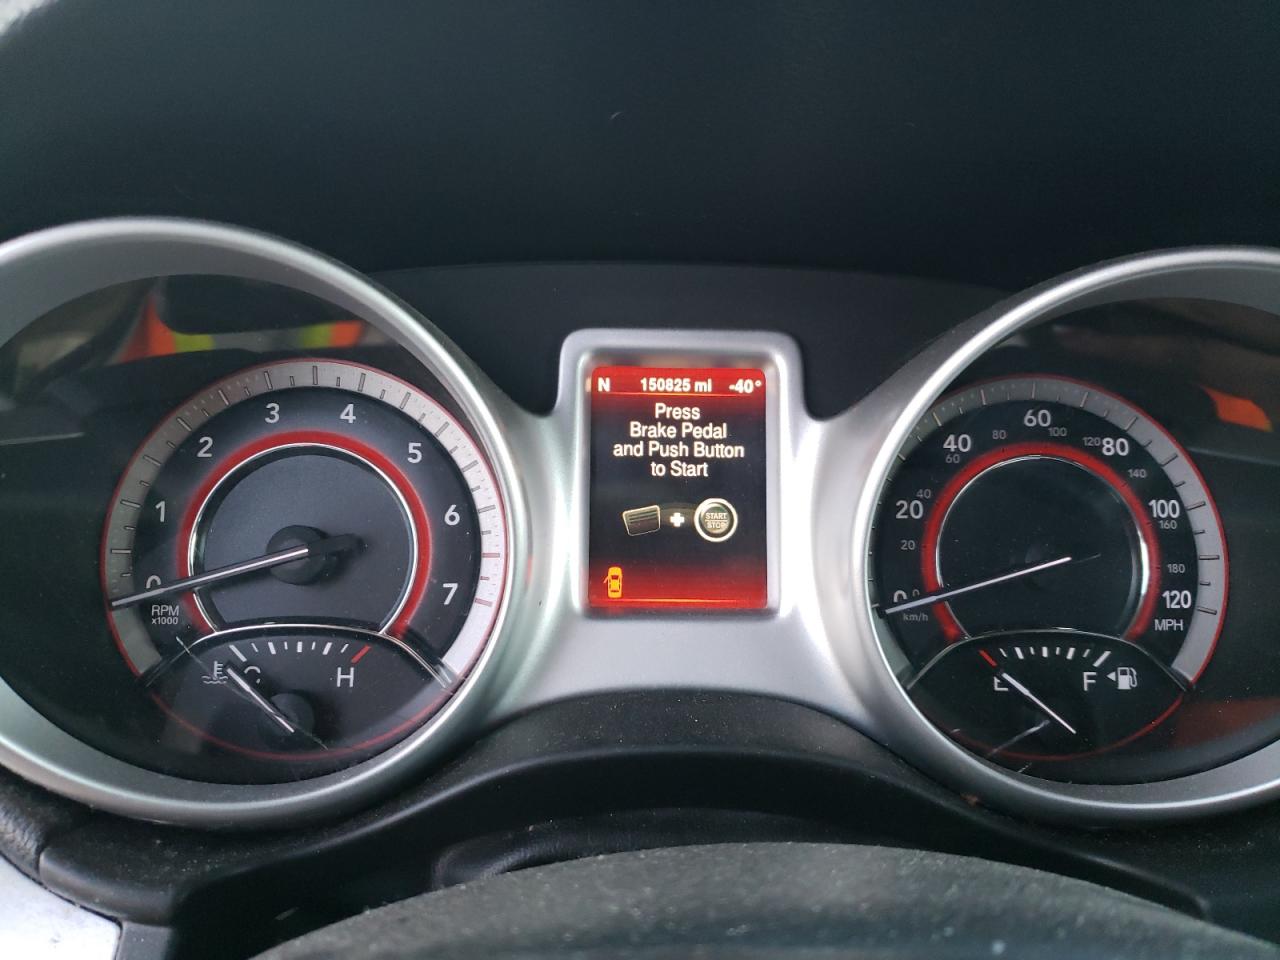 N 150825 mi -40°
Press
Brake Pedal
and Push Button
to Start
START
STOP
0 1 2 3 4 5 6 7
RPM
x1000
C H
0 20 40 60 80 100 120
MPH
0 20 40 60 80 100 120 140 160 180
km/h
E F